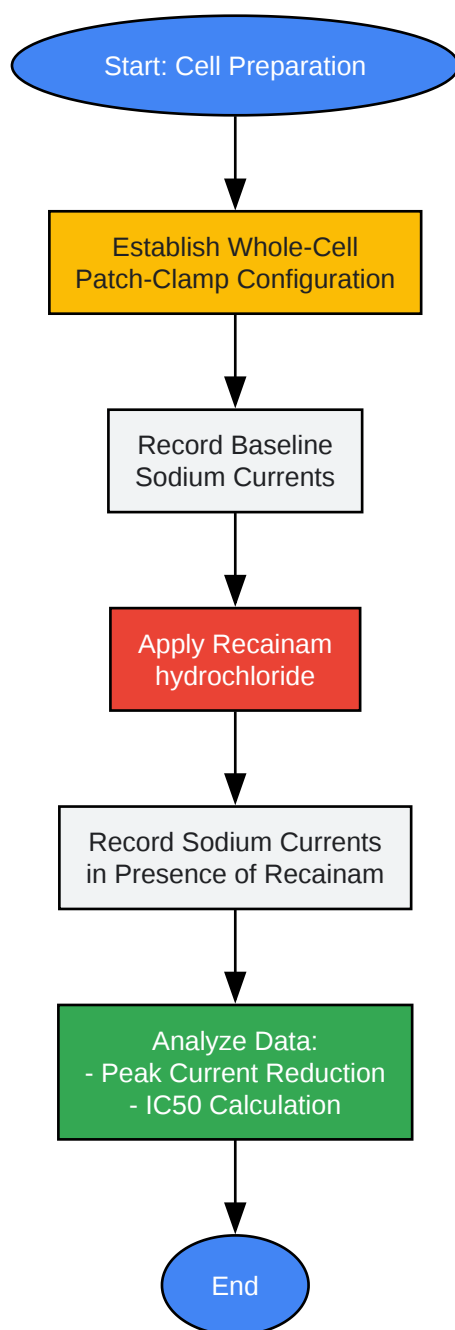 Start: Cell Preparation
Establish Whole-Cell
Patch-Clamp Configuration
Record Baseline
Sodium Currents
Apply Recainam
hydrochloride
Record Sodium Currents
in Presence of Recainam
Analyze Data:
- Peak Current Reduction
- IC50 Calculation
End